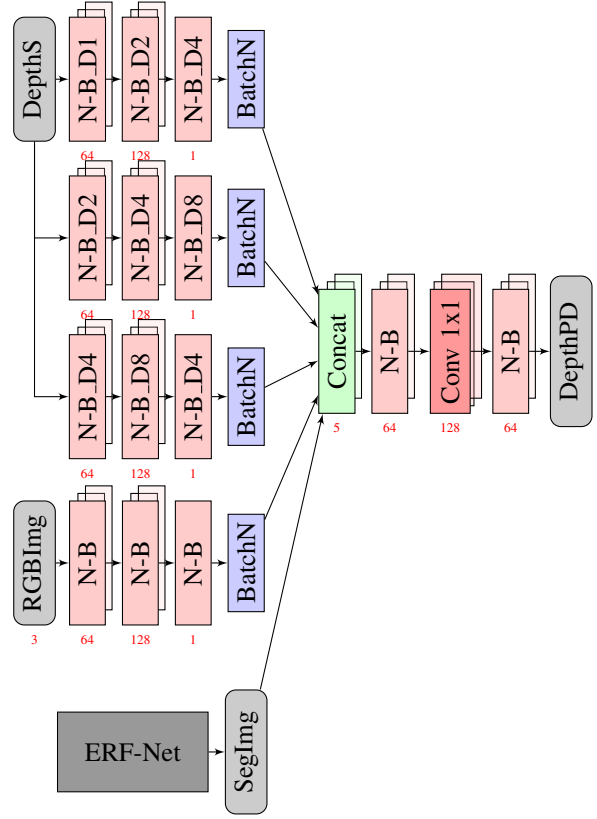 DepthS
N-B_D1
N-B_D2
N-B_D4
BatchN
64
128
1
N-B_D2
N-B_D4
N-B_D8
BatchN
64
128
1
N-B_D4
N-B_D8
N-B_D4
BatchN
64
128
1
RGBImg
N-B
N-B
N-B
BatchN
3
64
128
1
ERF-Net
SegImg
Concat
N-B
Conv 1x1
N-B
DepthPD
5
64
128
64